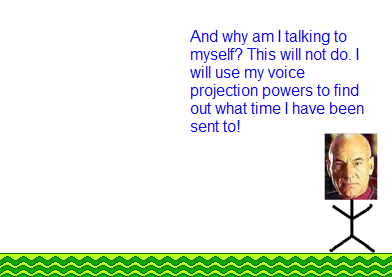 And why am I talking to
myself? This will not do. I
will use my voice
projection powers to find
out what time I have been
sent to!